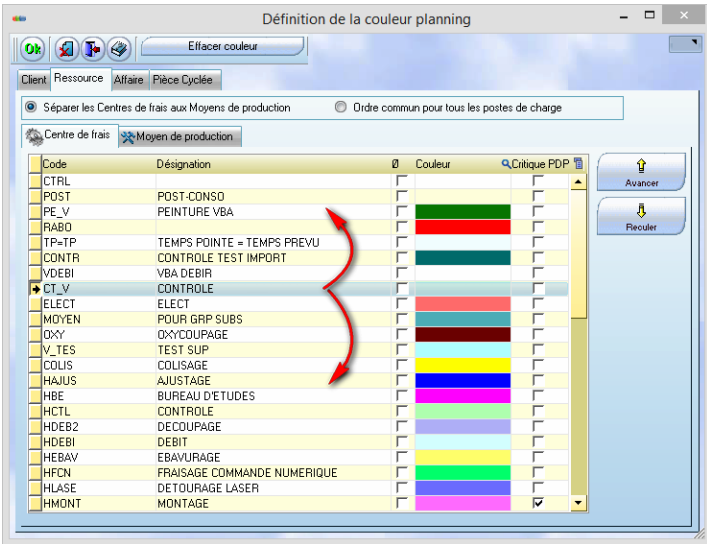 Définition de la couleur planning
Ok Effacer couleur
Client Ressource Affaire Pièce Cyclée
Séparer les Centres de frais aux Moyens de production Ordre commun pour tous les postes de charge
Centre de frais Moyen de production
Code Désignation Ø Couleur Critique PDP
CTRL
POST POST-CONSO
PE_V PEINTURE VBA
RABO
TP=TP TEMPS POINTE = TEMPS PREVU
CONTR CONTROLE TEST IMPORT
VDEBI VBA DEBIR
CT_V CONTROLE
ELECT ELECT
MOYEN POUR GRP SUBS
OXY OXYCOUPAGE
V_TES TEST SUP
COLIS COLISAGE
HAJUS AJUSTAGE
HBE BUREAU D'ETUDES
HCTL CONTROLE
HDEB2 DECOUPAGE
HDEBI DEBIT
HEBAV EBAVURAGE
HFCN FRAISAGE COMMANDE NUMERIQUE
HLASE DETOURAGE LASER
HMONT MONTAGE
Avancer
Reculer